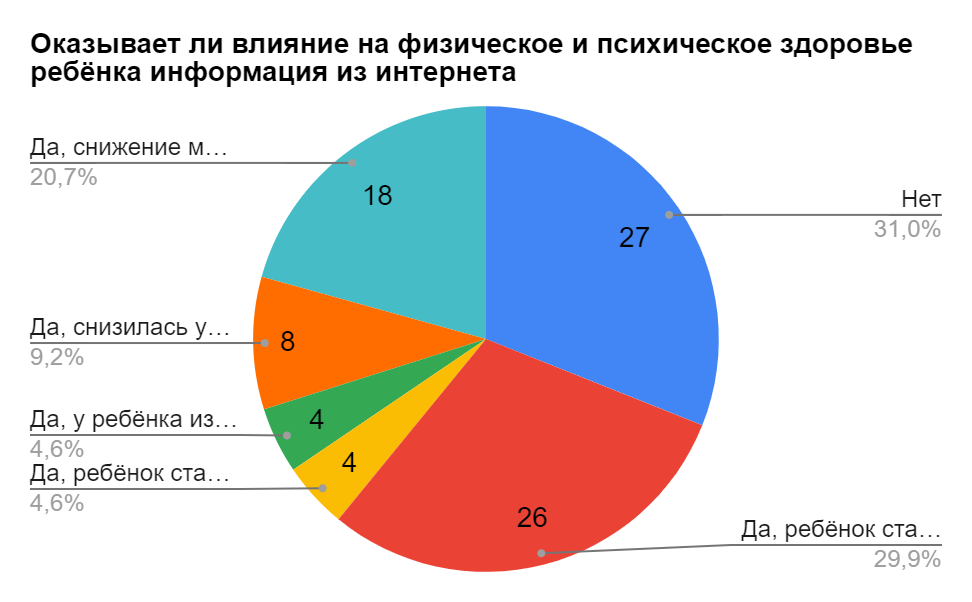 Оказывает ли влияние на физическое и психическое здоровье
ребёнка информация из интернета
Да, снижение м…
20,7%
18
Нет
31,0%
27
Да, снизилась у…
9,2%
8
Да, у ребёнка из…
4,6%
4
Да, ребёнок ста…
4,6%
4
26
Да, ребёнок ста…
29,9%